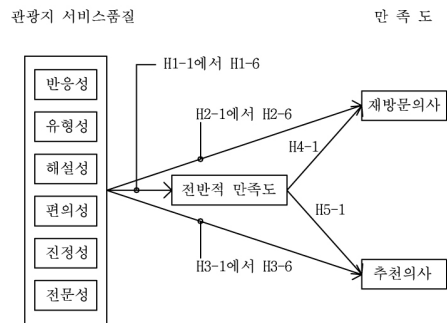 관광지 서비스품질
만 족 도
H1-1에서 H1-6
반응성
유형성
해설성
편의성
진정성
전문성
H2-1에서 H2-6
재방문의사
H4-1
전반적 만족도
H5-1
H3-1에서 H3-6
추천의사